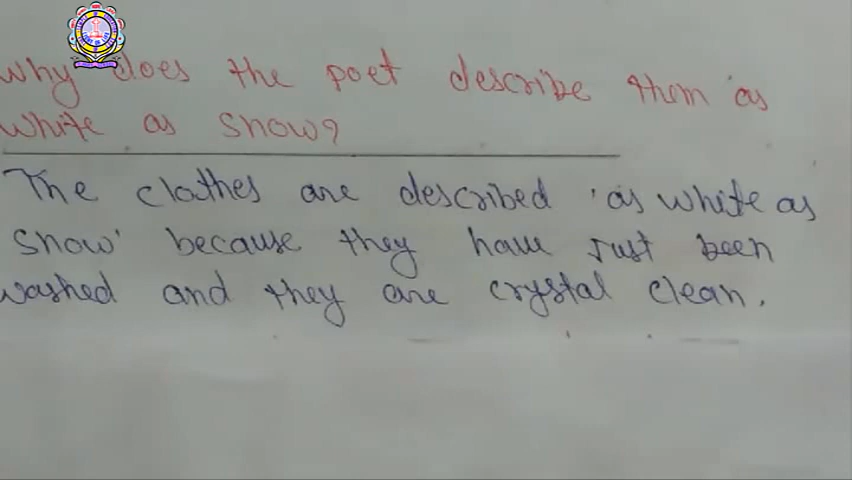 Why does the poet describe them as
White as snow?
The clothes are described 'as white as
snow' because they have Just been
washed and they are crystal clean.